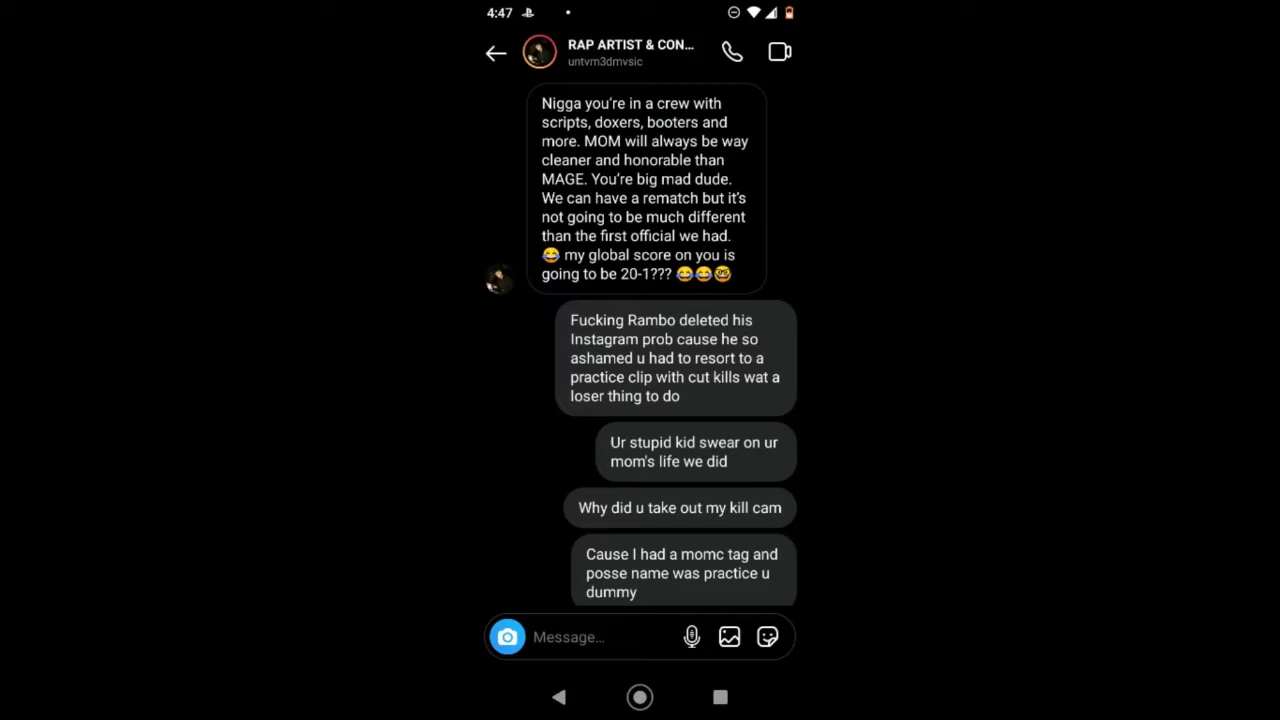 4:47
RAP ARTIST & CON...
untvm3dmvsic
Nigga you're in a crew with
scripts, doxers, booters and
more. MOM will always be way
cleaner and honorable than
MAGE. You're big mad dude.
We can have a rematch but it's
not going to be much different
than the first official we had.
😂 my global score on you is
going to be 20-1??? 😂😂🤓
Fucking Rambo deleted his
Instagram prob cause he so
ashamed u had to resort to a
practice clip with cut kills wat a
loser thing to do
Ur stupid kid swear on ur
mom's life we did
Why did u take out my kill cam
Cause I had a momc tag and
posse name was practice u
dummy
Message...